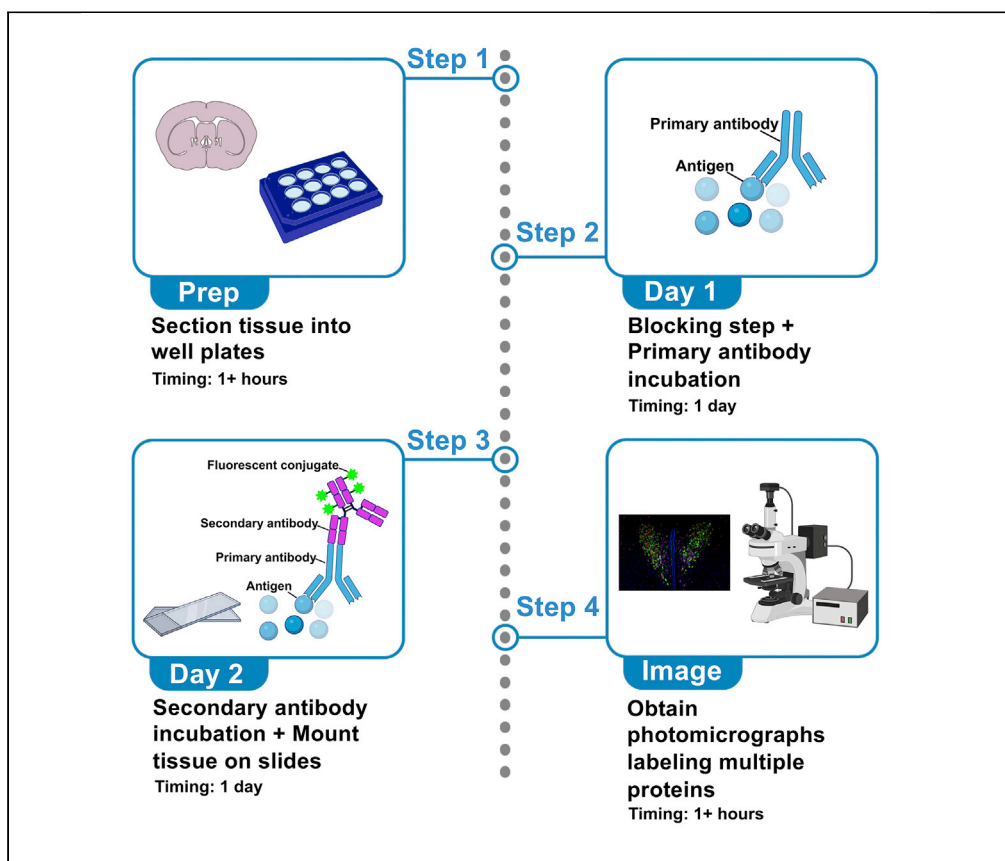 Step 1
Prep
Section tissue into
well plates
Timing: 1+ hours
Step 2
Primary antibody
Antigen
Day 1
Blocking step +
Primary antibody
incubation
Timing: 1 day
Step 3
Fluorescent conjugate
Secondary antibody
Primary antibody
Antigen
Day 2
Secondary antibody
incubation + Mount
tissue on slides
Timing: 1 day
Step 4
Image
Obtain
photomicrographs
labeling multiple
proteins
Timing: 1+ hours